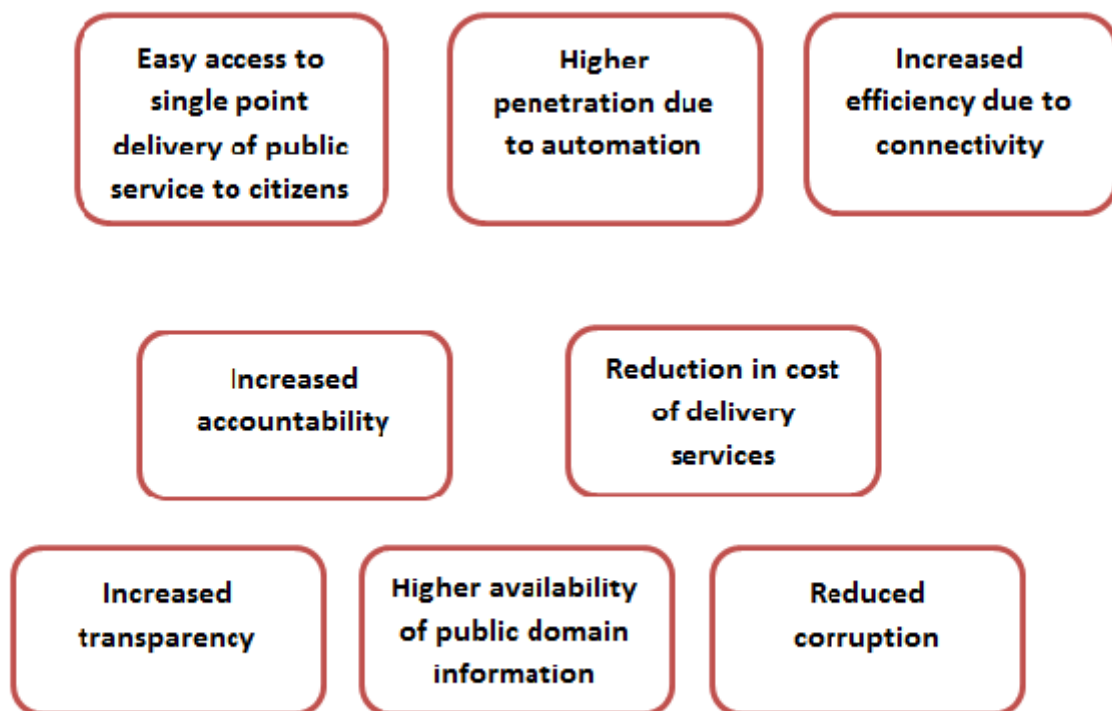 Easy access to
single point
delivery of public
service to citizens
Higher
penetration due
to automation
Increased
efficiency due to
connectivity
Increased
accountability
Reduction in cost
of delivery
services
Increased
transparency
Higher availability
of public domain
information
Reduced
corruption